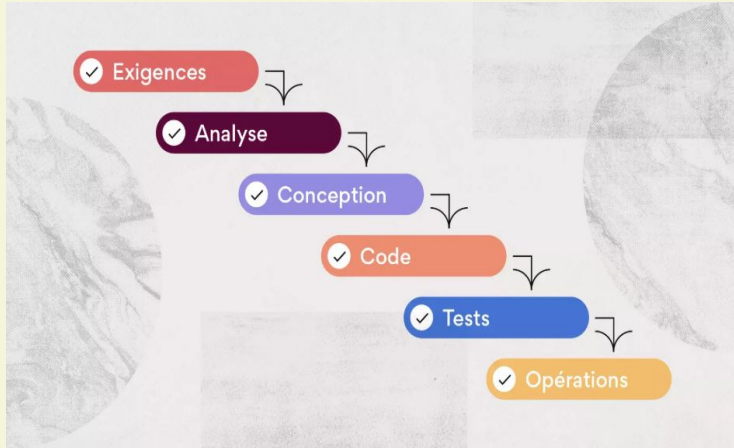 Exigences
Analyse
Conception
Code
Tests
Opérations